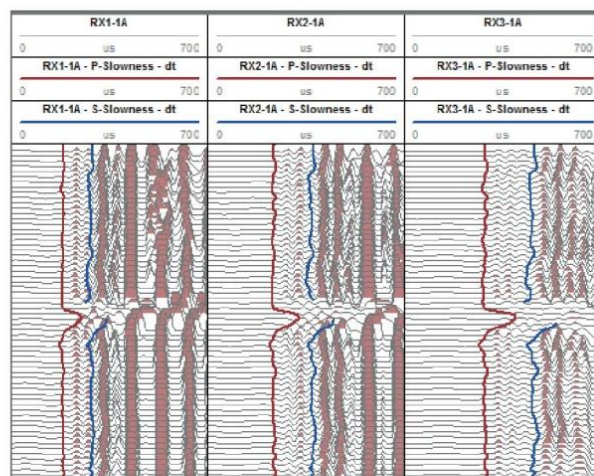 RX1-1A RX2-1A RX3-1A
0 us 700 0 us 700 0 us 700
RX1-1A - P-Slowness - dt RX2-1A - P-Slowness - dt RX3-1A - P-Slowness - dt
0 us 700 0 us 700 0 us 700
RX1-1A - S-Slowness - dt RX2-1A - S-Slowness - dt RX3-1A - S-Slowness - dt
0 us 700 0 us 700 0 us 700